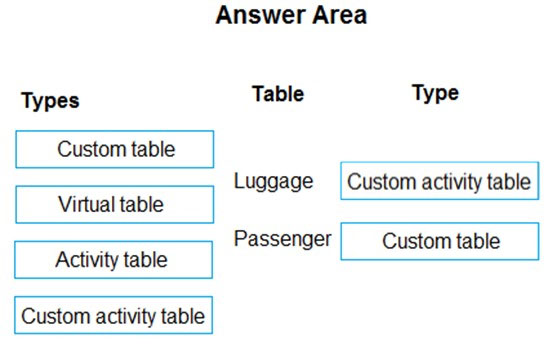 Answer Area
Types
Table
Type
Custom table
Virtual table
Activity table
Custom activity table
Luggage
Custom activity table
Passenger
Custom table